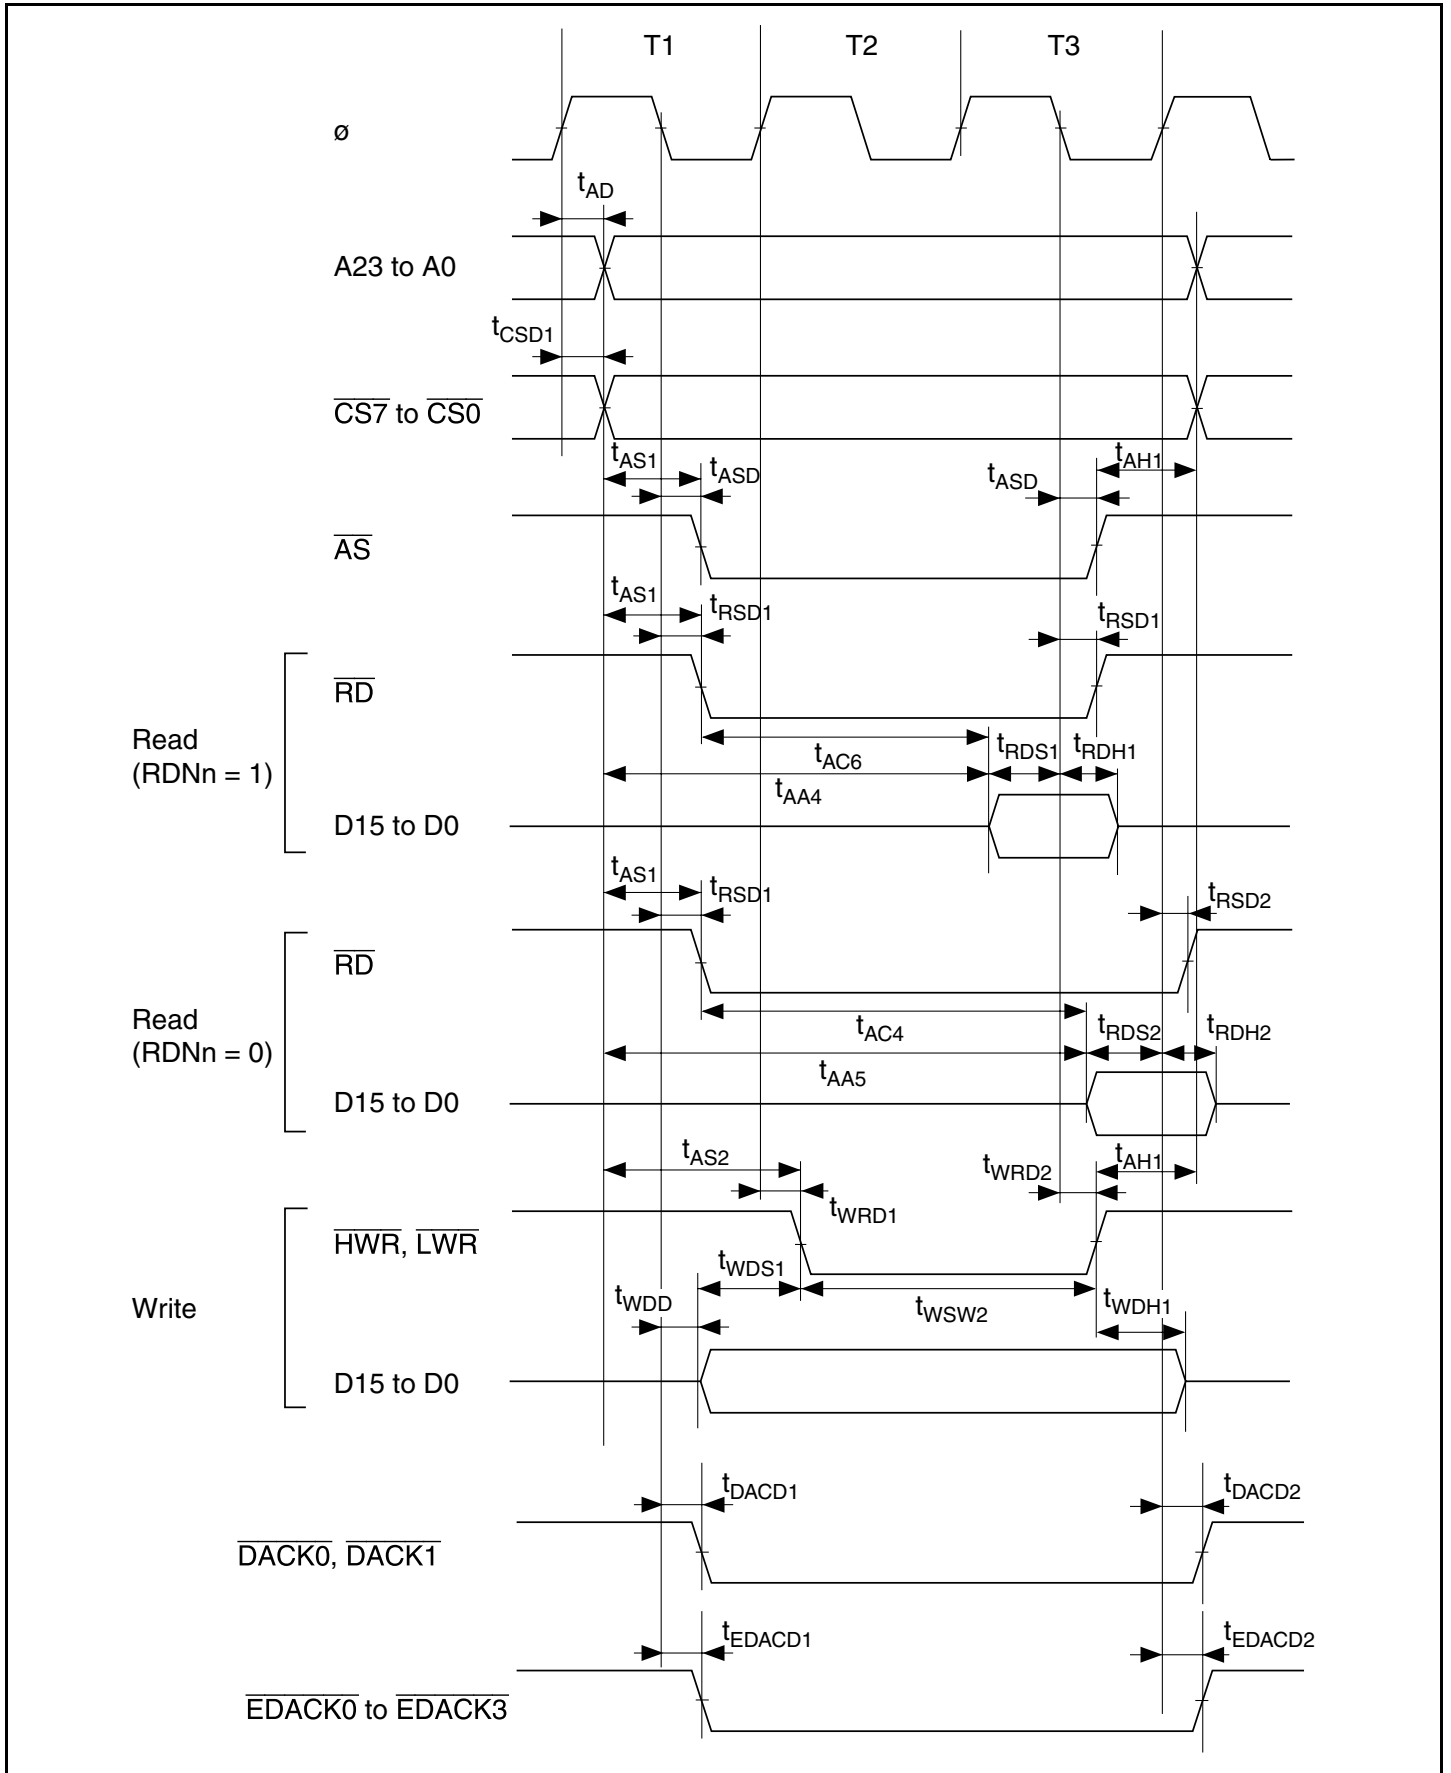 T1 T2 T3
ø
tAD
A23 to A0
tCSD1
CS7 to CS0
tAS1 tASD tASD tAH1
AS
tAS1 tRSD1 tRSD1
RD
Read
(RDNn = 1)
tAC6 tRDS1 tRDH1
tAA4
D15 to D0
tAS1 tRSD1 tRSD2
RD
Read
(RDNn = 0)
tAC4 tRDS2 tRDH2
tAA5
D15 to D0
tAS2 tWRD2 tAH1
tWRD1
HWR, LWR
tWDS1
Write
tWDD tWSW2 tWDH1
D15 to D0
tDACD1 tDACD2
DACK0, DACK1
tEDACD1 tEDACD2
EDACK0 to EDACK3